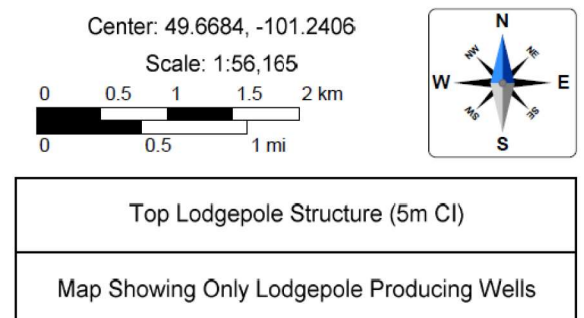 Center: 49.6684, -101.2406
Scale: 1:56,165
0 0.5 1 1.5 2 km
0 0.5 1 mi
N
NW NE
W E
SW SE
S
Top Lodgepole Structure (5m CI)
Map Showing Only Lodgepole Producing Wells